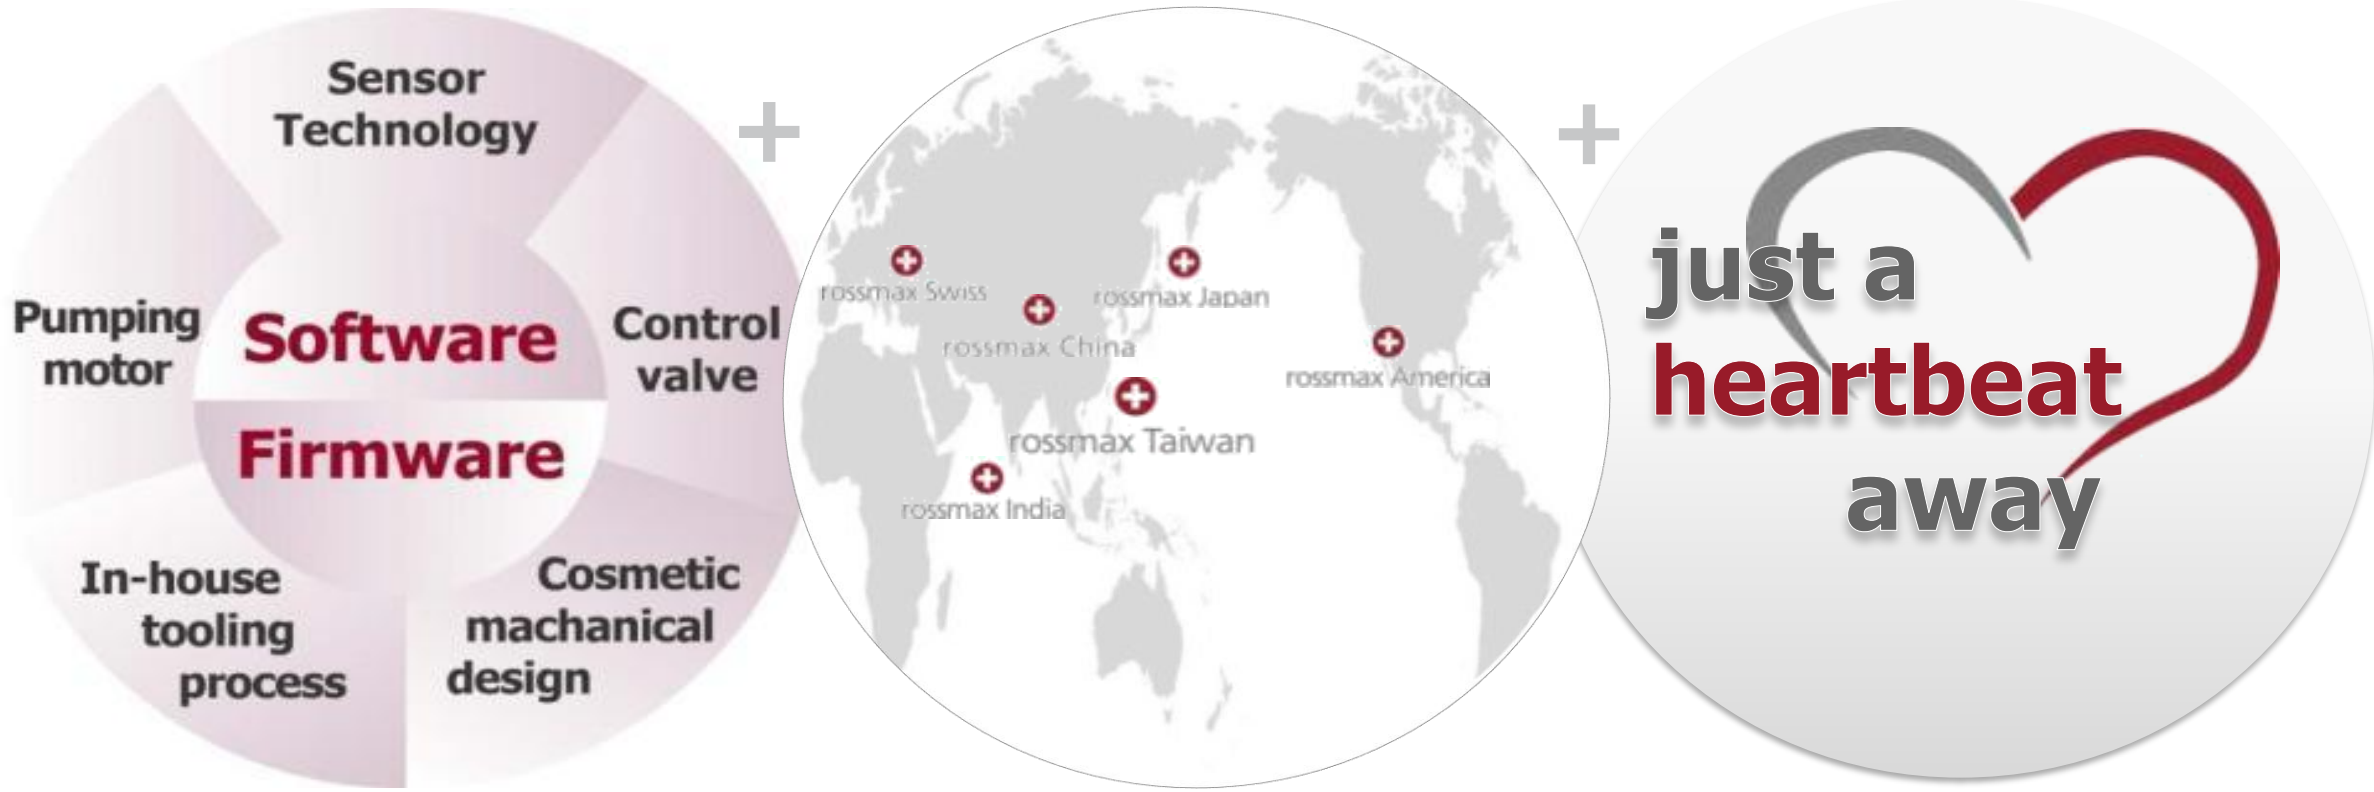 Sensor
Technology
Pumping
motor
Software
Firmware
Control
valve
In-house
tooling
process
Cosmetic
machanical
design
+
rossmax Swiss
rossmax Japan
rossmax China
rossmax America
rossmax Taiwan
rossmax India
+
just a
heartbeat
away